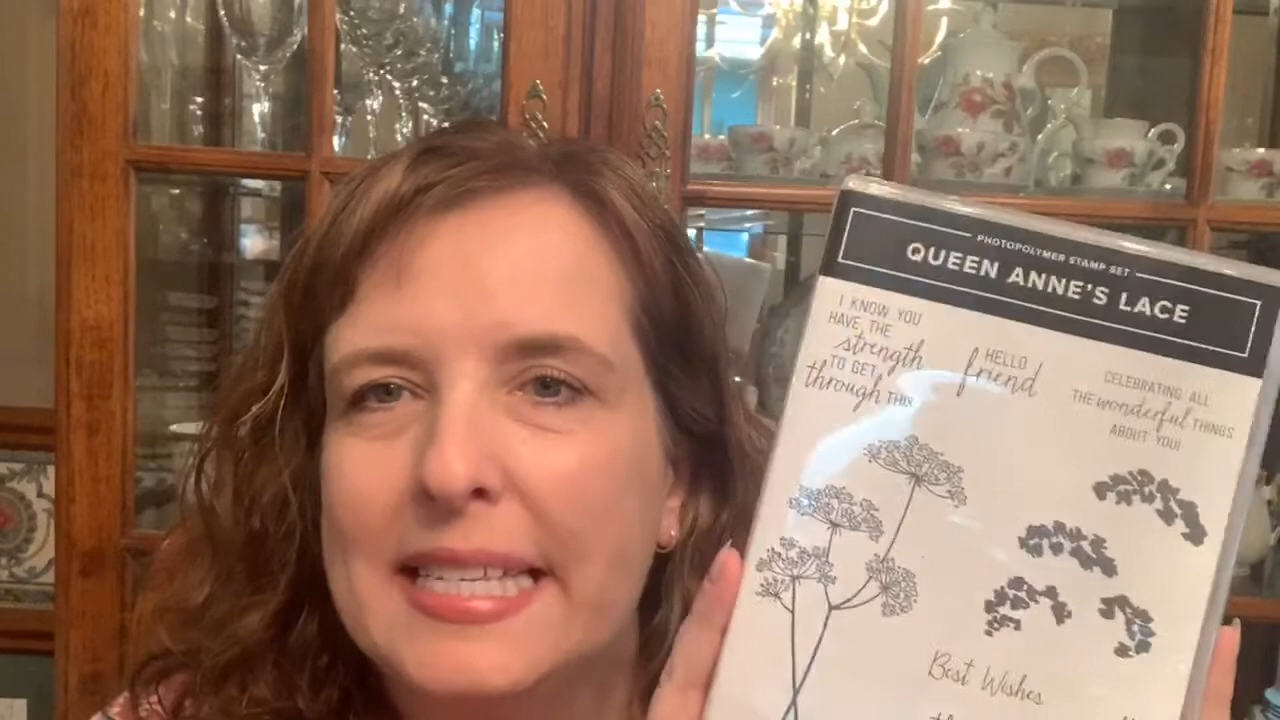 PHOTOPOLYMER STAMP SET
QUEEN ANNE'S LACE
I KNOW YOU
HAVE THE
strength
TO GET
through THIS
HELLO
friend
CELEBRATING ALL
THE wonderful THINGS
ABOUT YOU!
Best Wishes